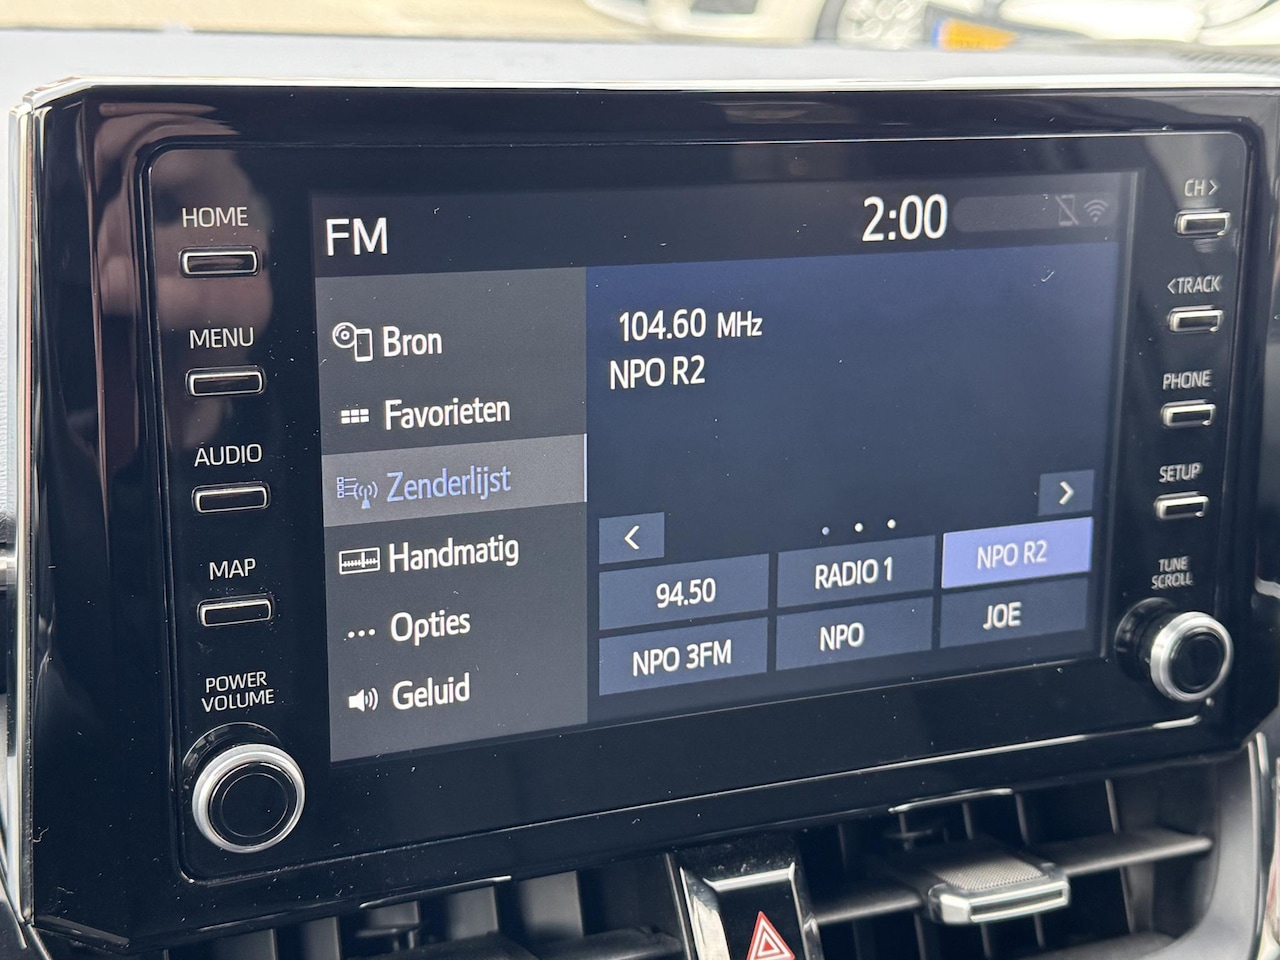 HOME
MENU
AUDIO
MAP
POWER
VOLUME
FM
2:00
Bron
Favorieten
Zenderlijst
Handmatig
Opties
Geluid
104.60 MHz
NPO R2
94.50
RADIO 1
NPO R2
NPO 3FM
NPO
JOE
CH>
<TRACK
PHONE
SETUP
TUNE
SCROLL